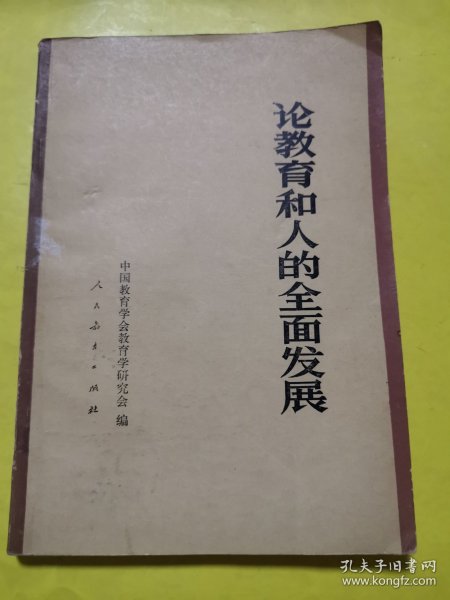 论教育和人的全面发展
中国教育学会教育学研究会 编
人民教育出版社
孔夫子旧书网
www.kongfz.com